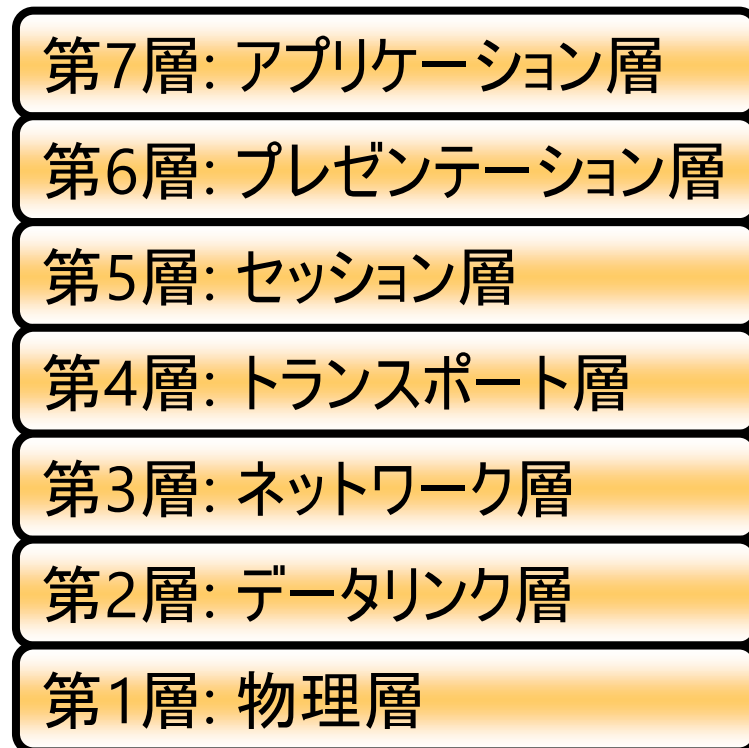 第7層: アプリケーション層
第6層: プレゼンテーション層
第5層: セッション層
第4層: トランスポート層
第3層: ネットワーク層
第2層: データリンク層
第1層: 物理層